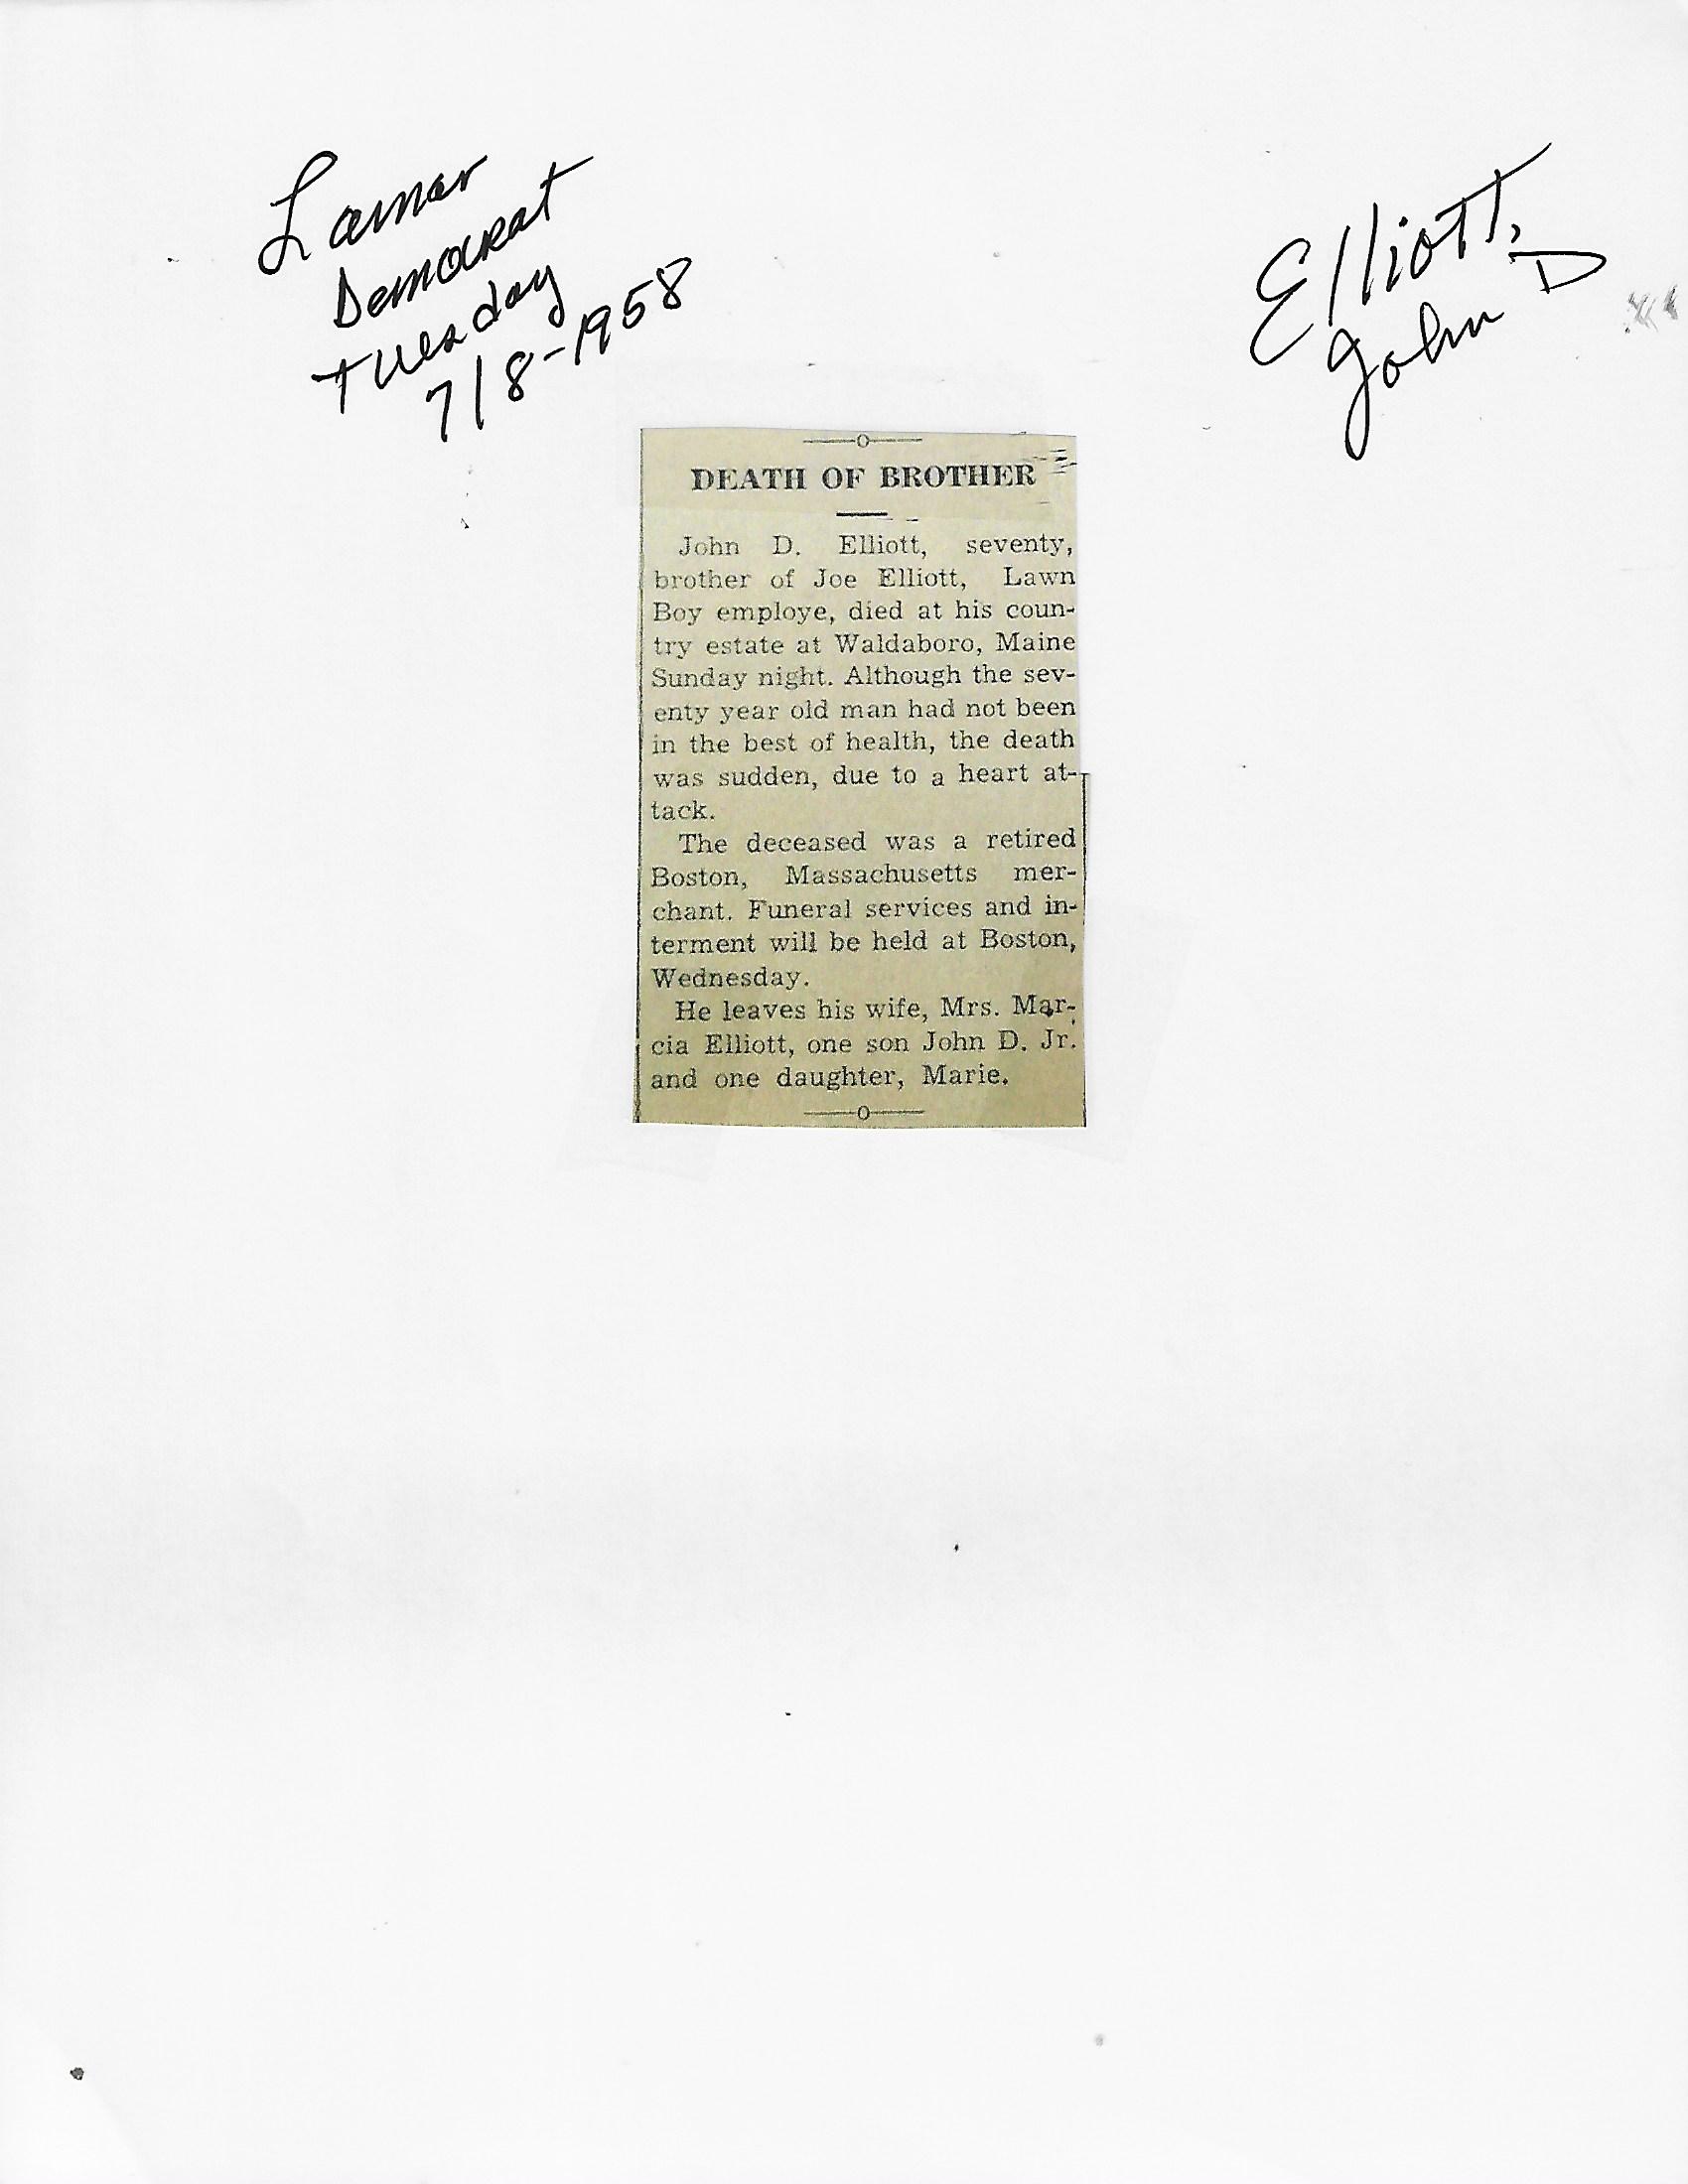 Lamar
Democrat
Tuesday
7/8-1958
Elliott,
John D
DEATH OF BROTHER
John D. Elliott, seventy,
brother of Joe Elliott, Lawn
Boy employe, died at his coun-
try estate at Waldaboro, Maine
Sunday night. Although the sev-
enty year old man had not been
in the best of health, the death
was sudden, due to a heart at-
tack.
The deceased was a retired
Boston, Massachusetts mer-
chant. Funeral services and in-
terment will be held at Boston,
Wednesday.
He leaves his wife, Mrs. Mar-
cia Elliott, one son John D. Jr.
and one daughter, Marie.